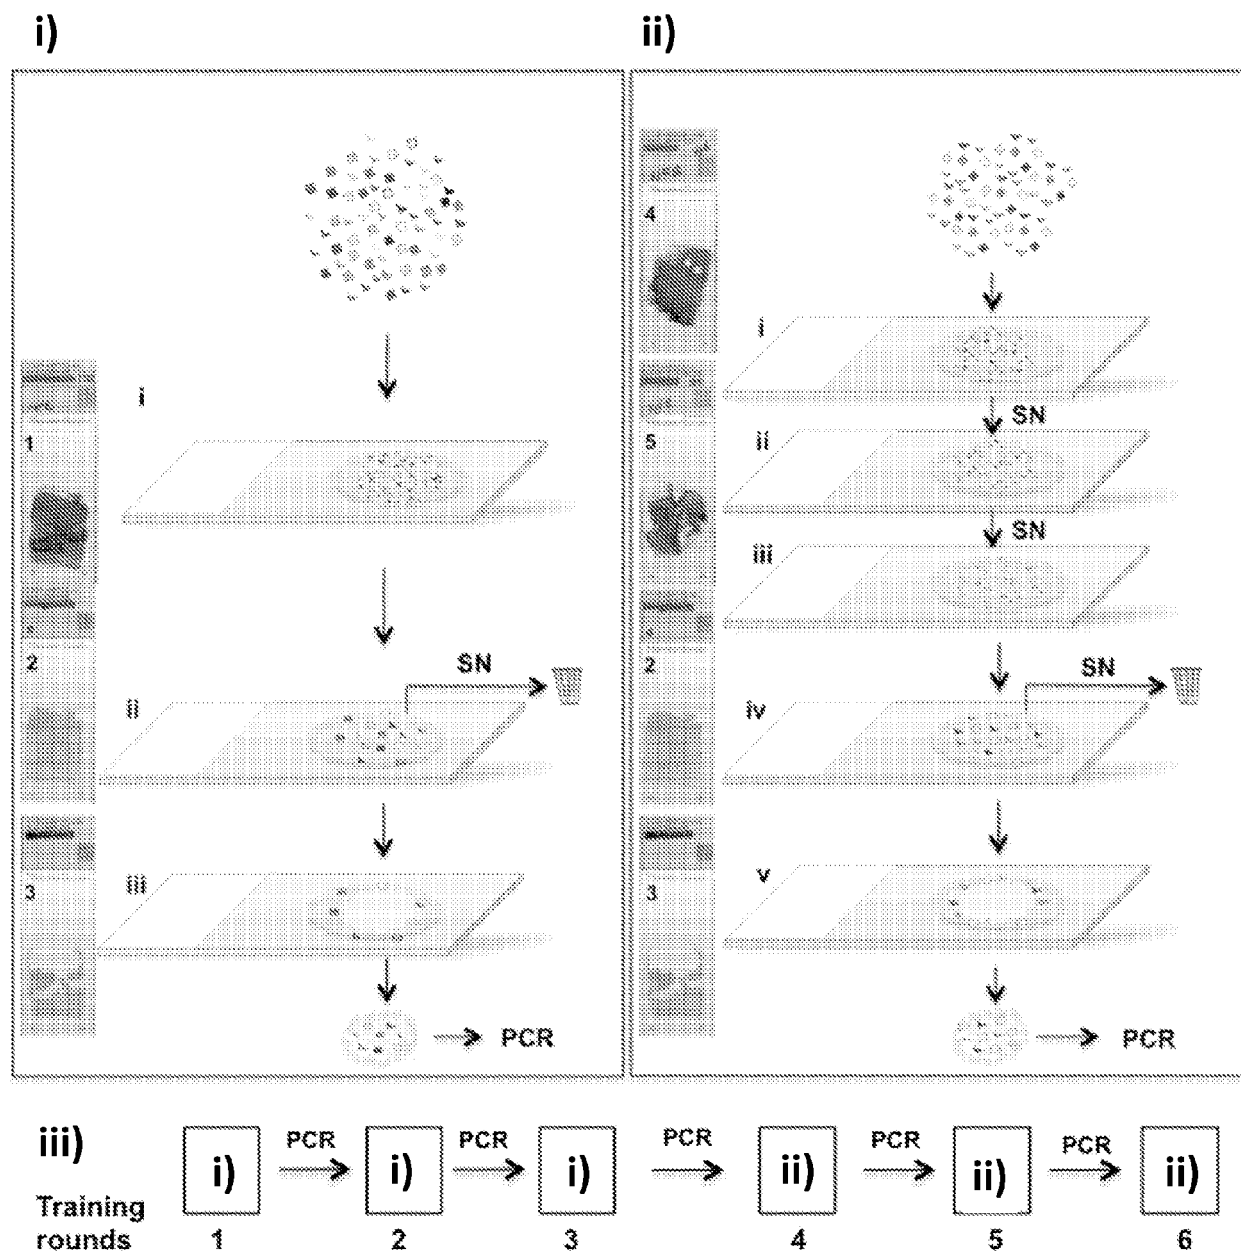 i)
ii)
i
1
2
SN
ii
3
iii
PCR
4
i
SN
5
ii
SN
iii
2
SN
iv
3
v
PCR
iii)
PCR PCR PCR PCR PCR
i) i) i) ii) ii) ii)
Training
rounds
1 2 3 4 5 6